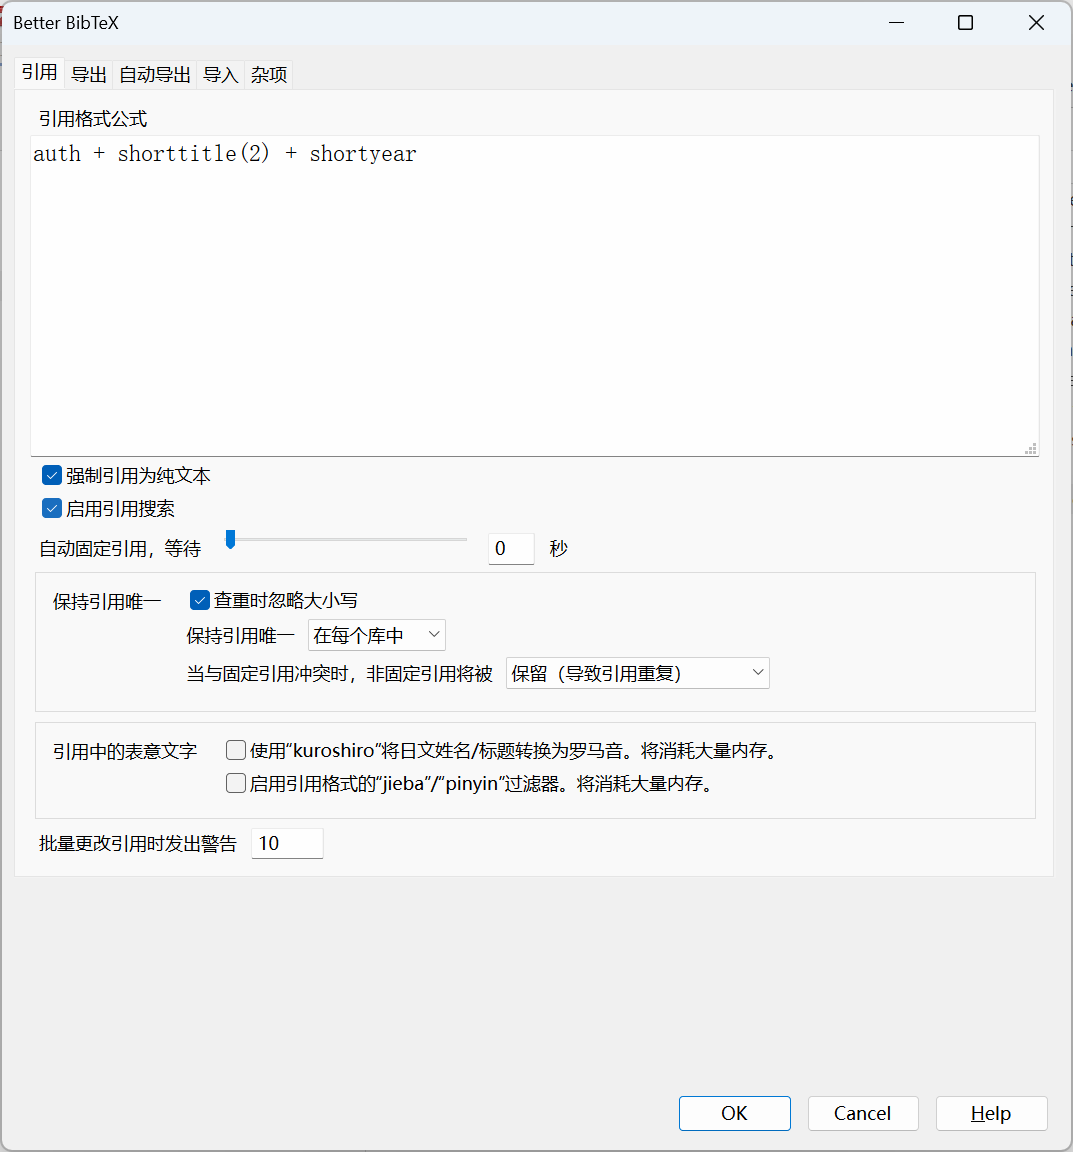 Better BibTeX
引用 导出 自动导出 导入 杂项
引用格式公式
auth + shorttitle(2) + shortyear
强制引用为纯文本
启用引用搜索
自动固定引用，等待 0 秒
保持引用唯一 查重时忽略大小写
保持引用唯一 在每个库中
当与固定引用冲突时，非固定引用将被 保留（导致引用重复）
引用中的表意文字 使用“kuroshiro”将日文姓名/标题转换为罗马音。将消耗大量内存。
启用引用格式的“jieba”/“pinyin”过滤器。将消耗大量内存。
批量更改引用时发出警告 10
OK Cancel Help